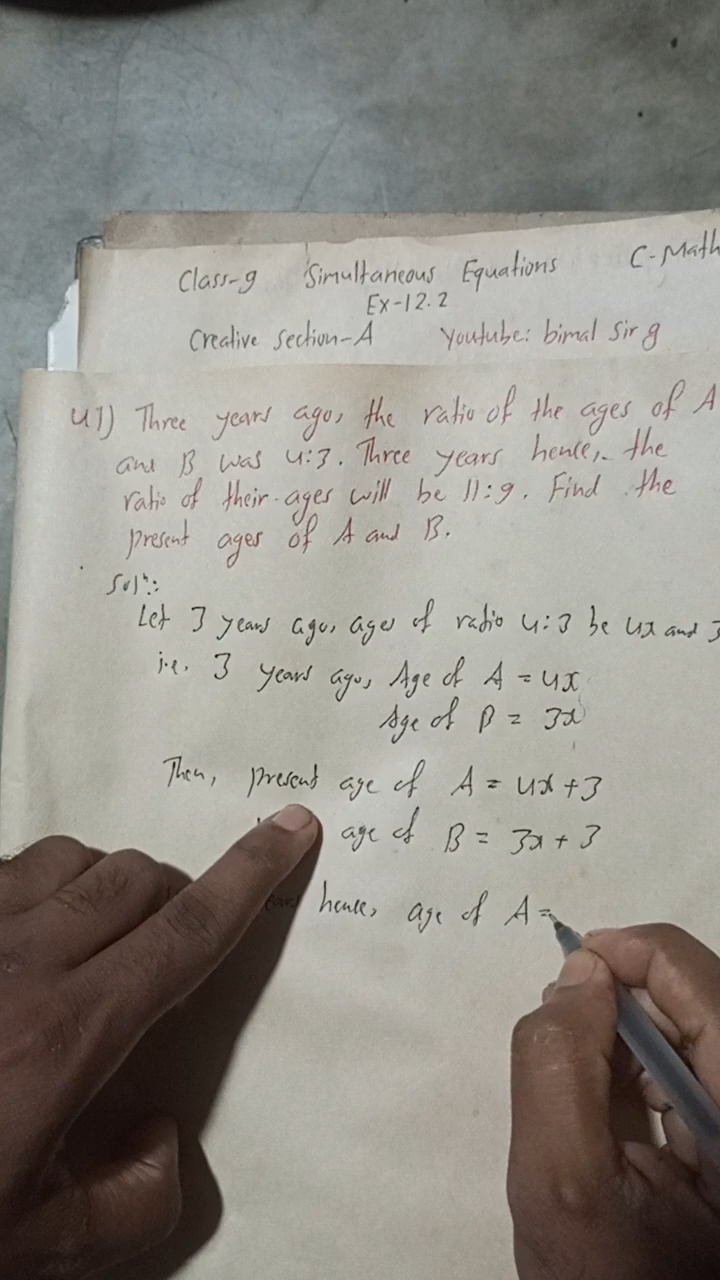 Class-9 Simultaneous Equations C-Math
Ex-12.2
Creative Section-A Youtube: bimal Sir g
41) Three years ago, the ratio of the ages of A
and B was 4:3. Three years hence, the
ratio of their ages will be 11:9. Find the
present ages of A and B.
Solⁿ:
Let 3 years ago, ages of ratio 4:3 be 4x and 3
i.e. 3 years ago, Age of A = 4x
Age of B = 3x
Then, present age of A = 4x + 3
age of B = 3x + 3
hence, age of A =